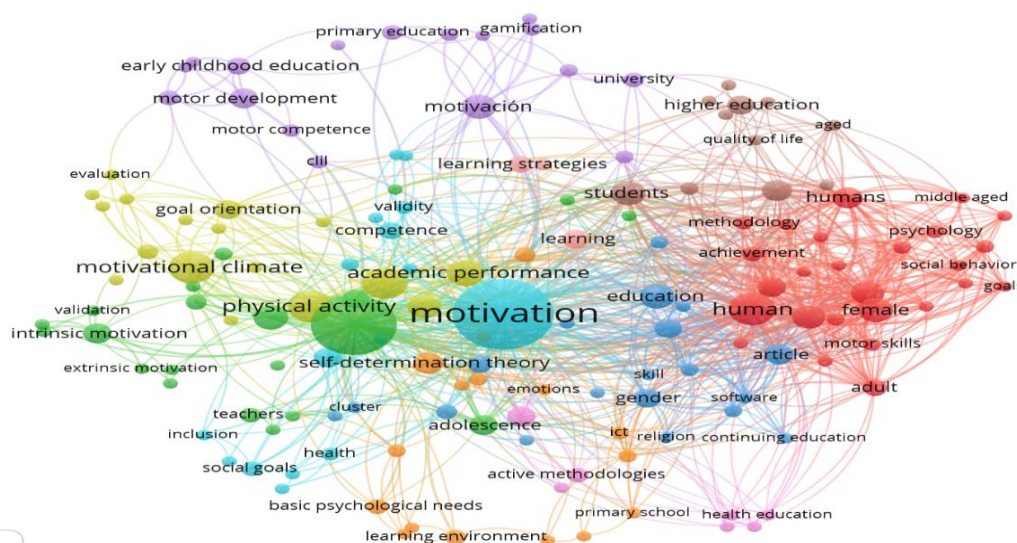 gamification
primary education
early childhood education
university
motor development
motivación
higher education
motor competence
aged
quality of life
clil
learning strategies
evaluation
students
humans
middle aged
goal orientation
validity
methodology
competence
psychology
learning
achievement
motivational climate
academic performance
social behavior
goal
education
physical activity
validation
motivation
human
female
intrinsic motivation
motor skills
self-determination theory
article
extrinsic motivation
skill
emotions
adult
gender
software
cluster
teachers
adolescence
inclusion
ict
religion
continuing education
health
social goals
active methodologies
basic psychological needs
primary school
health education
learning environment